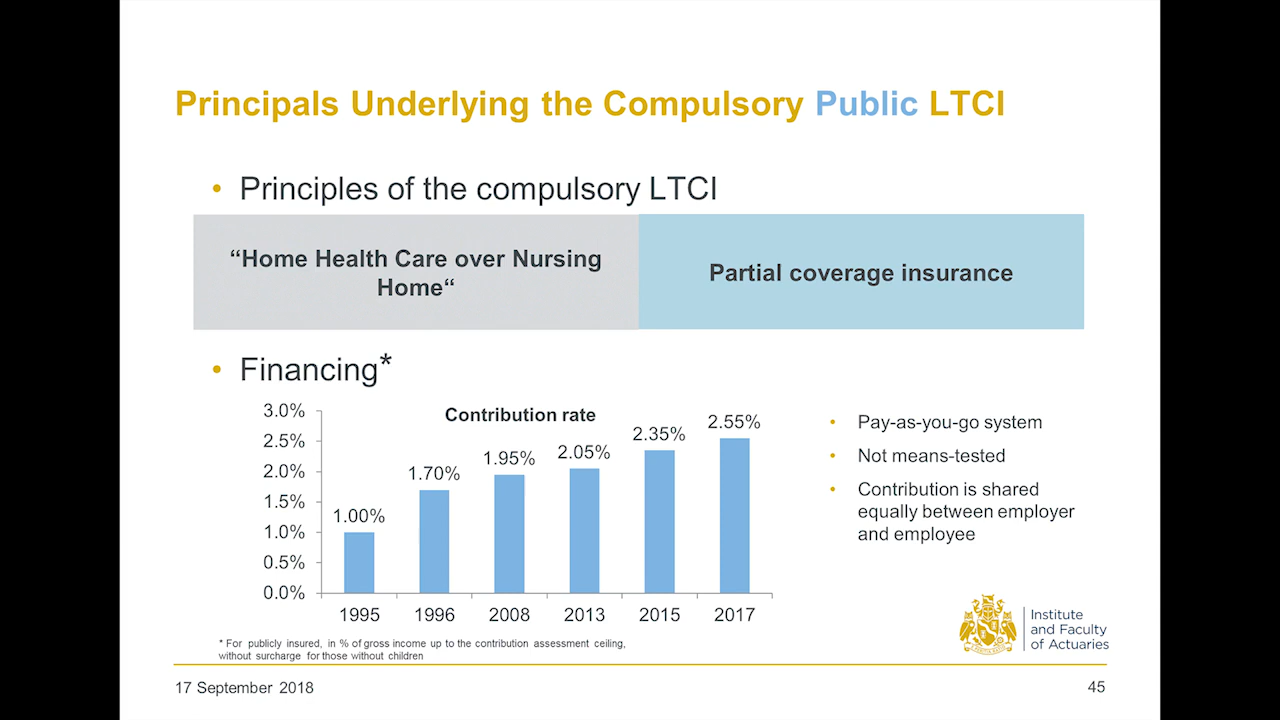 Principals Underlying the Compulsory Public LTCI
• Principles of the compulsory LTCI
“Home Health Care over Nursing
Home“
Partial coverage insurance
• Financing*
Contribution rate
3.0%
2.5%
2.0%
1.5%
1.0%
0.5%
0.0%
1.00%
1.70%
1.95%
2.05%
2.35%
2.55%
1995 1996 2008 2013 2015 2017
• Pay-as-you-go system
• Not means-tested
• Contribution is shared
equally between employer
and employee
* For publicly insured, in % of gross income up to the contribution assessment ceiling,
without surcharge for those without children
Institute
and Faculty
of Actuaries
17 September 2018
45